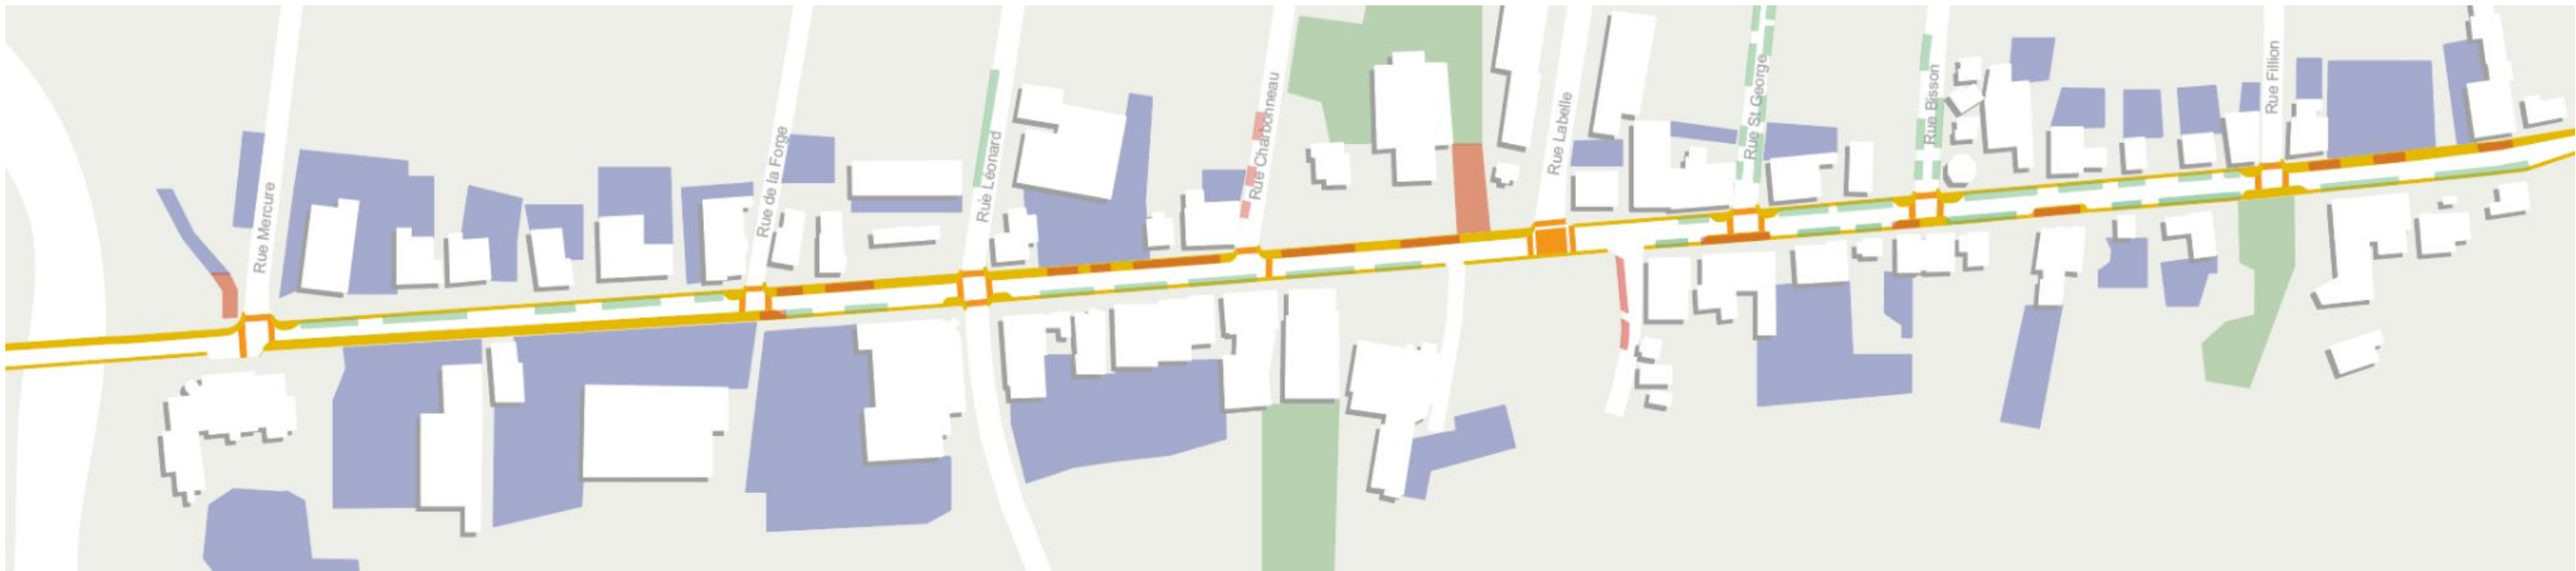 Rue Mercure
Rue de la Forge
Rue Léonard
Rue Charbonneau
Rue Labelle
Rue St George
Rue Bisson
Rue Fillion